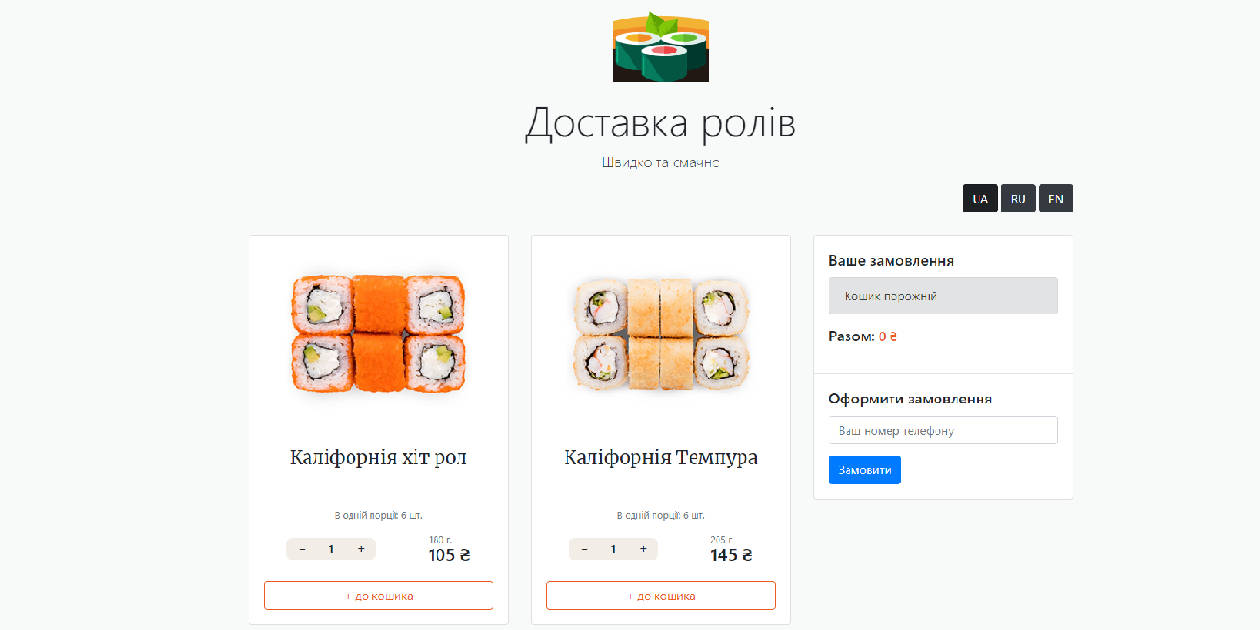 Доставка ролів
Швидко та смачно
UA RU EN
Каліфорнія хіт рол
В одній порції: 6 шт.
- 1 +
180 г.
105 ₴
+ до кошика
Каліфорнія Темпура
В одній порції: 6 шт.
- 1 +
205 г.
145 ₴
+ до кошика
Ваше замовлення
Кошик порожній
Разом: 0 ₴
Оформити замовлення
Ваш номер телефону
Замовити